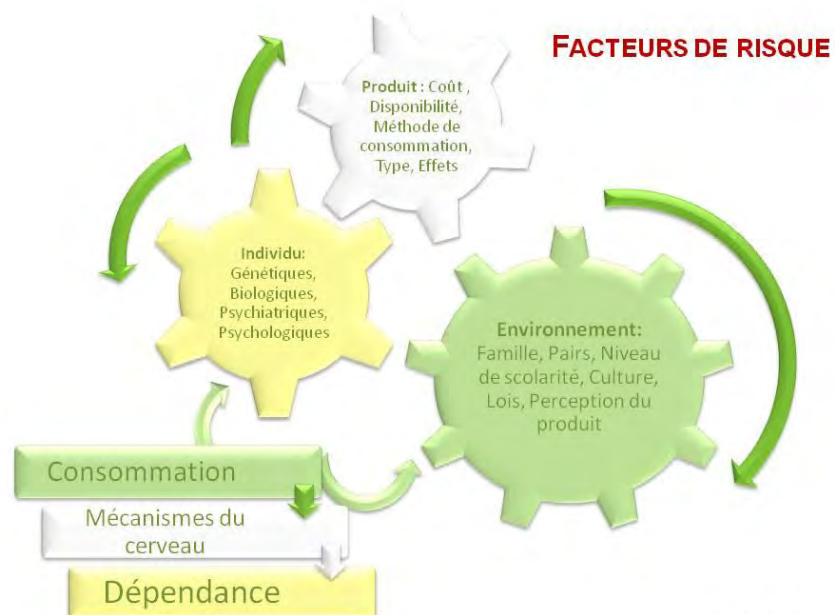 FACTEURS DE RISQUE
Produit : Coût ,
Disponibilité,
Méthode de
consommation,
Type, Effets
Individu:
Génétiques,
Biologiques,
Psychiatriques,
Psychologiques
Environnement:
Famille, Pairs, Niveau
de scolarité, Culture,
Lois, Perception du
produit
Consommation
Mécanismes du
cerveau
Dépendance